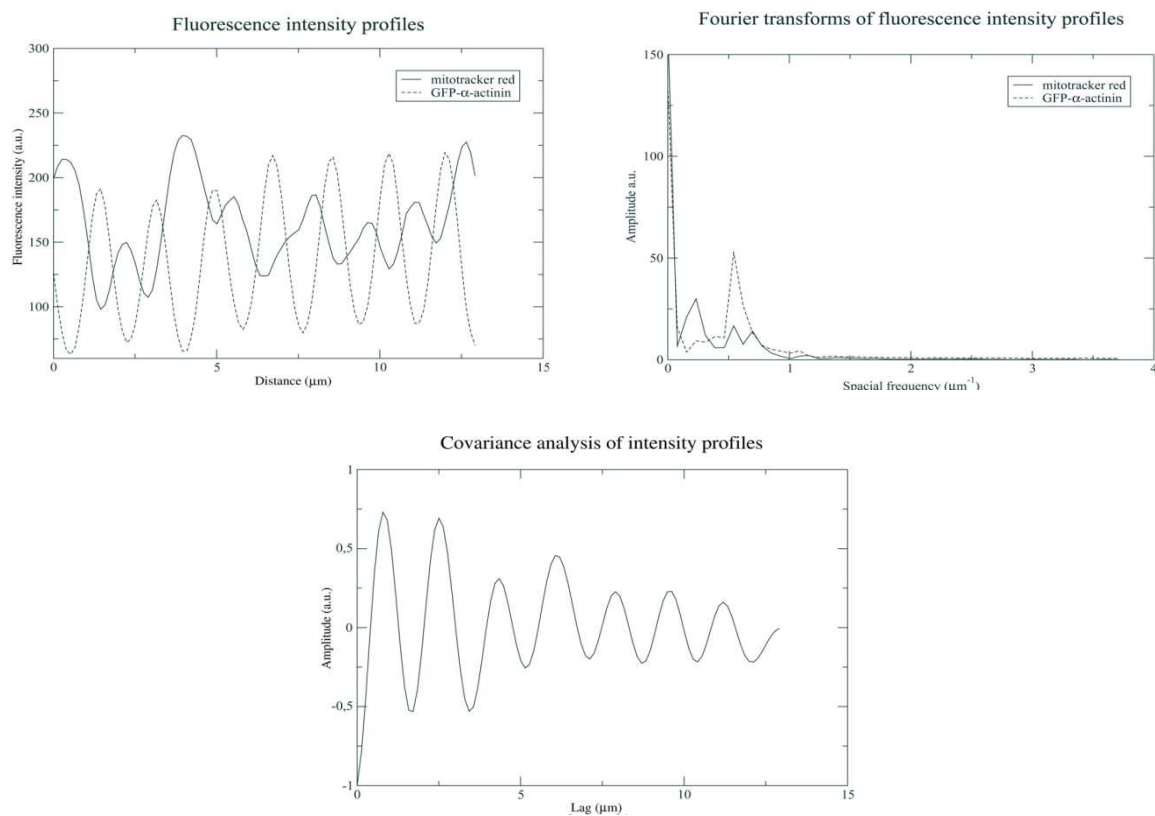 Fluorescence intensity profiles
300
250
200
150
100
Fluorescence intensity (a.u.)
mitotracker red
GFP-α-actinin
0
5
10
15
Distance (μm)
Fourier transforms of fluorescence intensity profiles
150
100
50
0
Amplitude a.u.
mitotracker red
GFP-α-actinin
0
1
2
3
4
Spacial frequency (μm⁻¹)
Covariance analysis of intensity profiles
1
0,5
0
-0,5
-1
Amplitude (a.u.)
0
5
10
15
Lag (μm)